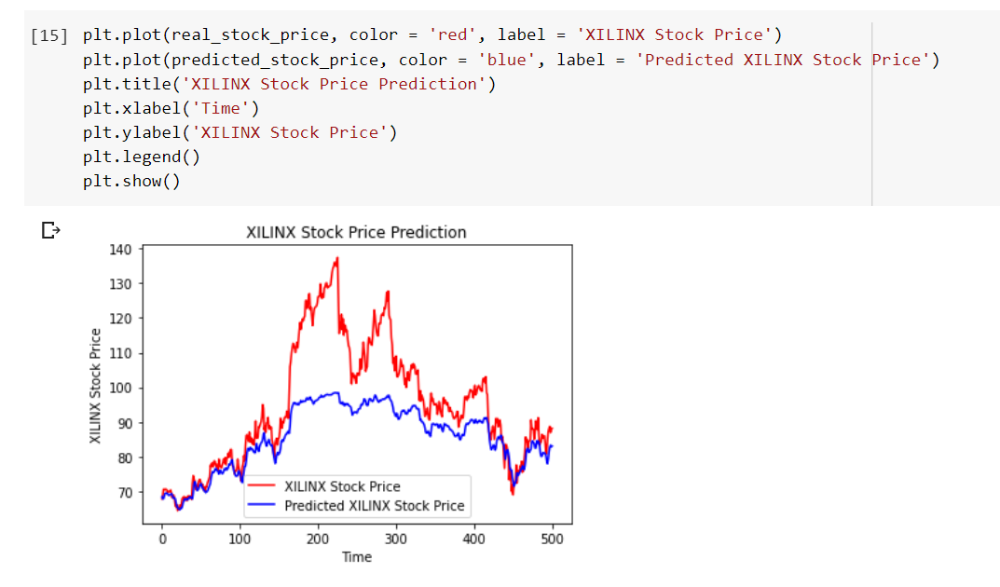 [15] plt.plot(real_stock_price, color = 'red', label = 'XILINX Stock Price')
plt.plot(predicted_stock_price, color = 'blue', label = 'Predicted XILINX Stock Price')
plt.title('XILINX Stock Price Prediction')
plt.xlabel('Time')
plt.ylabel('XILINX Stock Price')
plt.legend()
plt.show()
XILINX Stock Price Prediction
140
130
120
110
100
90
80
70
XILINX Stock Price
XILINX Stock Price
Predicted XILINX Stock Price
0 100 200 300 400 500
Time